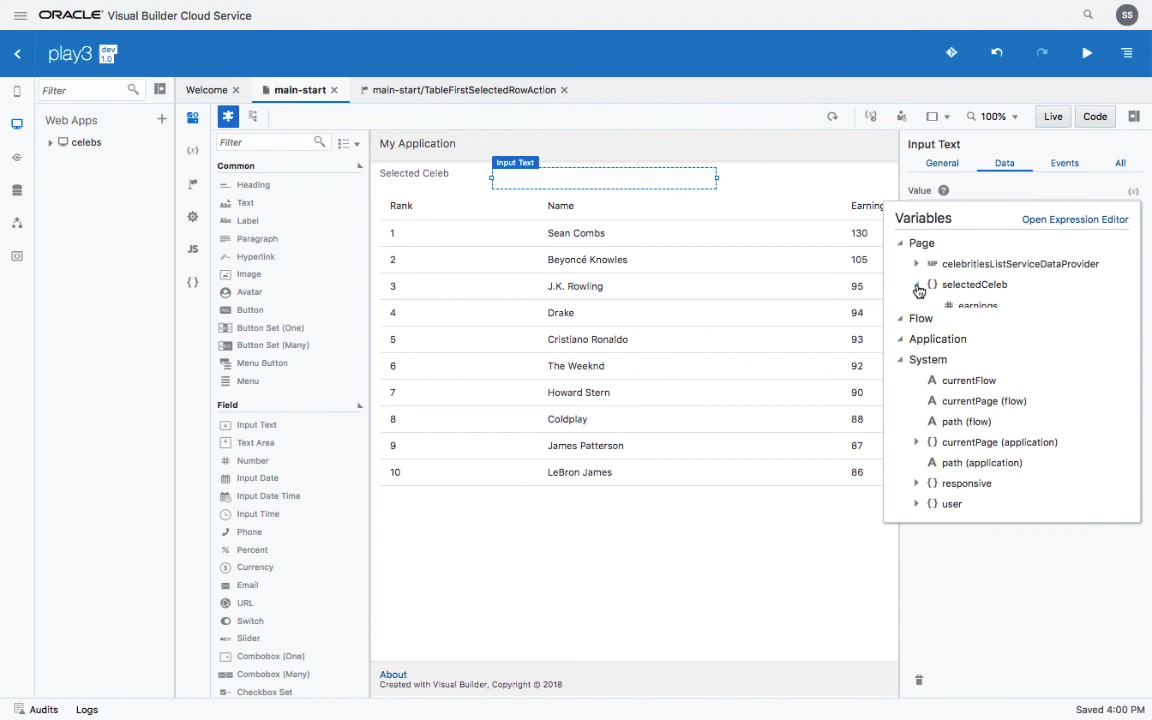 ORACLE® Visual Builder Cloud Service
SS
play3 dev 1.0
Filter
Welcome
main-start
main-start/TableFirstSelectedRowAction
Web Apps
celebs
100%
Live
Code
(x)
JS
{ }
Filter
Common
Heading
Text
Label
Paragraph
Hyperlink
Image
Avatar
Button
Button Set (One)
Button Set (Many)
Menu Button
Menu
Field
Input Text
Text Area
Number
Input Date
Input Date Time
Input Time
Phone
Percent
Currency
Email
URL
Switch
Slider
Combobox (One)
Combobox (Many)
Checkbox Set
My Application
Selected Celeb
Input Text
Rank Name Earning
1 Sean Combs 130
2 Beyoncé Knowles 105
3 J.K. Rowling 95
4 Drake 94
5 Cristiano Ronaldo 93
6 The Weeknd 92
7 Howard Stern 90
8 Coldplay 88
9 James Patterson 87
10 LeBron James 86
About
Created with Visual Builder, Copyright © 2018
Input Text
General Data Events All
Value (x)
Variables Open Expression Editor
Page
SDP celebritiesListServiceDataProvider
{ } selectedCeleb
# earnings
Flow
Application
System
A currentFlow
A currentPage (flow)
A path (flow)
{ } currentPage (application)
A path (application)
{ } responsive
{ } user
Audits Logs
Saved 4:00 PM